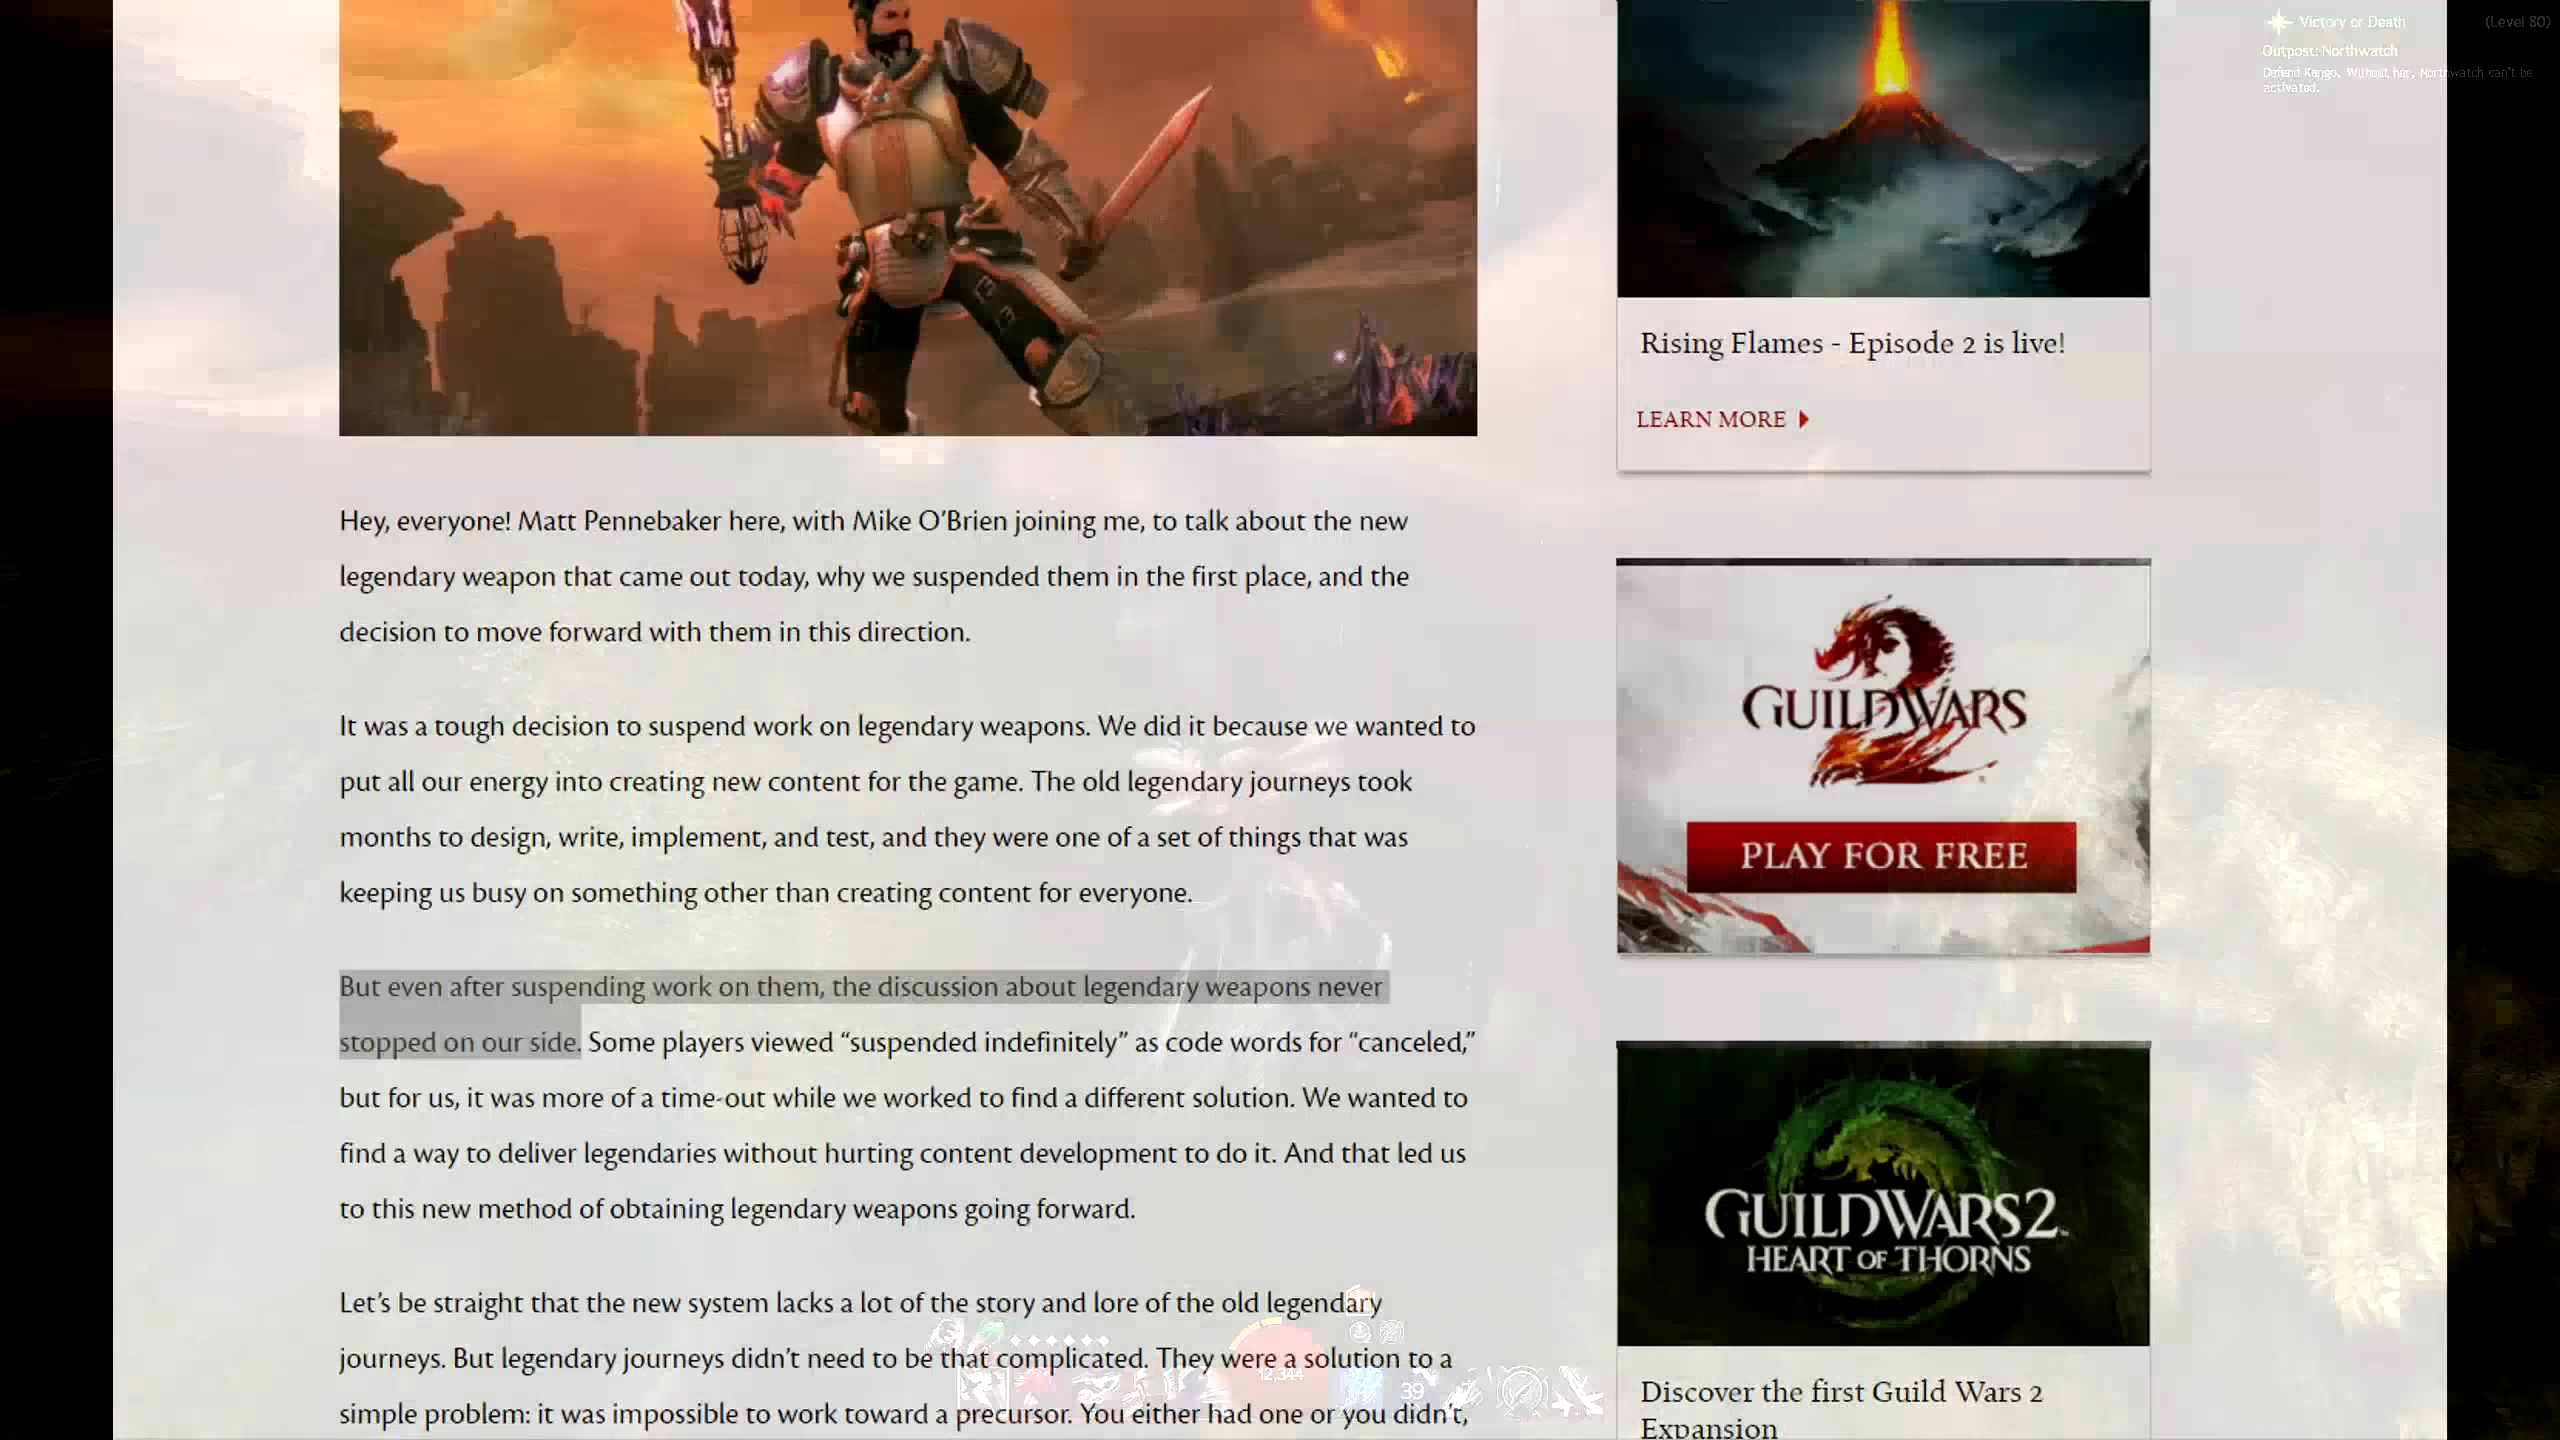 Victory or Death
(Level 80)
Outpost: Northwatch
Defend Kengo. Without her, Northwatch can't be
activated.
Rising Flames - Episode 2 is live!
LEARN MORE
Hey, everyone! Matt Pennebaker here, with Mike O’Brien joining me, to talk about the new
legendary weapon that came out today, why we suspended them in the first place, and the
decision to move forward with them in this direction.
It was a tough decision to suspend work on legendary weapons. We did it because we wanted to
put all our energy into creating new content for the game. The old legendary journeys took
months to design, write, implement, and test, and they were one of a set of things that was
keeping us busy on something other than creating content for everyone.
But even after suspending work on them, the discussion about legendary weapons never
stopped on our side. Some players viewed “suspended indefinitely” as code words for “canceled,”
but for us, it was more of a time-out while we worked to find a different solution. We wanted to
find a way to deliver legendaries without hurting content development to do it. And that led us
to this new method of obtaining legendary weapons going forward.
Let’s be straight that the new system lacks a lot of the story and lore of the old legendary
journeys. But legendary journeys didn’t need to be that complicated. They were a solution to a
simple problem: it was impossible to work toward a precursor. You either had one or you didn’t,
12,344
39
GUILD WARS
2
PLAY FOR FREE
GUILD WARS 2
HEART OF THORNS
Discover the first Guild Wars 2
Expansion